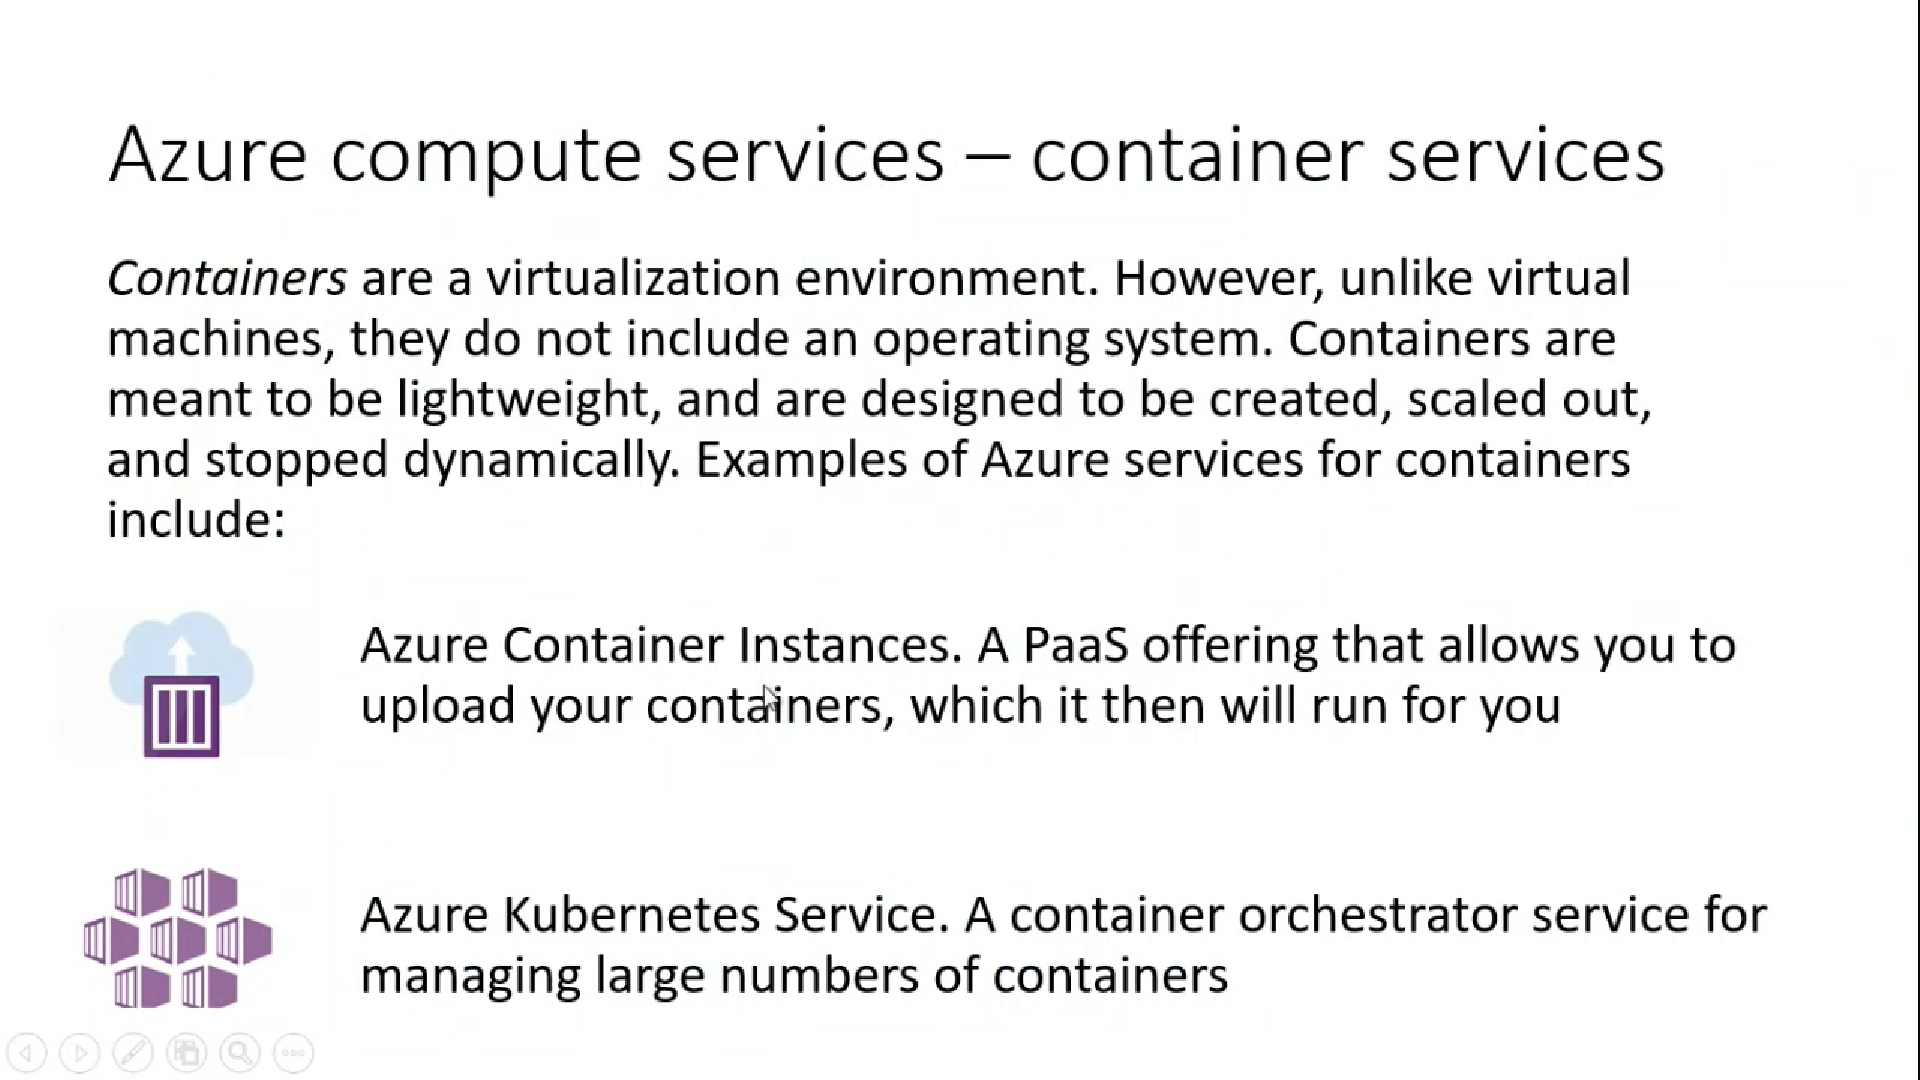 Azure compute services – container services
Containers are a virtualization environment. However, unlike virtual
machines, they do not include an operating system. Containers are
meant to be lightweight, and are designed to be created, scaled out,
and stopped dynamically. Examples of Azure services for containers
include:
Azure Container Instances. A PaaS offering that allows you to
upload your containers, which it then will run for you
Azure Kubernetes Service. A container orchestrator service for
managing large numbers of containers